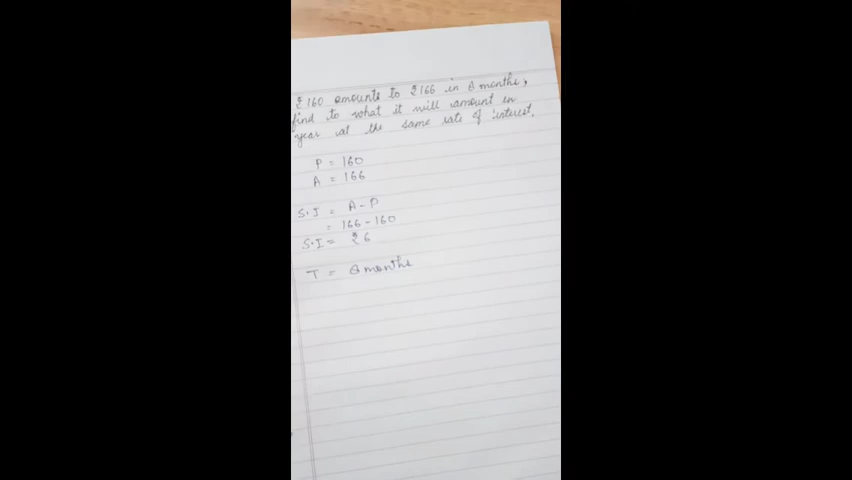 ₹160 amounts to ₹166 in 8 months,
find to what it will amount in
year at the same rate of interest.
P = 160
A = 166
S.I = A - P
= 166 - 160
S.I = ₹6
T = 8 months